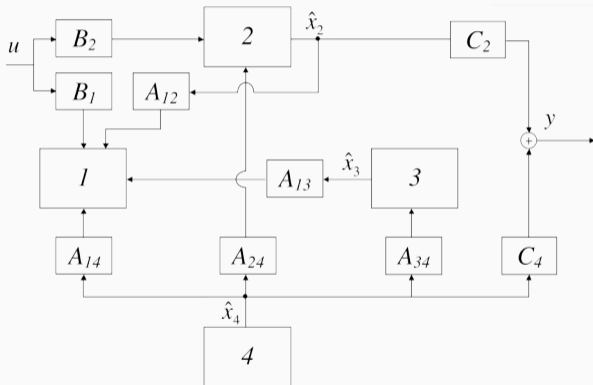 u
B₂
2
x̂₂
C₂
B₁
A₁₂
y
1
A₁₃
x̂₃
3
A₁₄
A₂₄
A₃₄
C₄
x̂₄
4